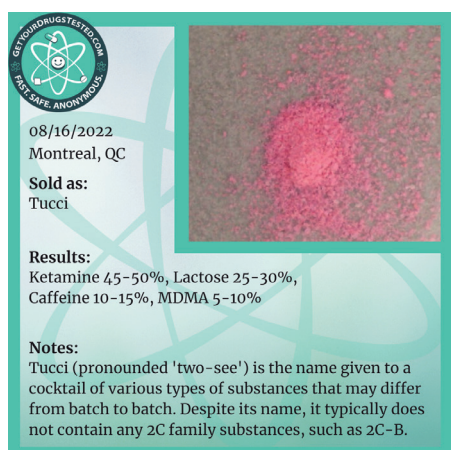 GETYOURDRUGSTESTED.COM
FAST. SAFE. ANONYMOUS.
08/16/2022
Montreal, QC
Sold as:
Tucci
Results:
Ketamine 45-50%, Lactose 25-30%,
Caffeine 10-15%, MDMA 5-10%
Notes:
Tucci (pronounded 'two-see') is the name given to a
cocktail of various types of substances that may differ
from batch to batch. Despite its name, it typically does
not contain any 2C family substances, such as 2C-B.